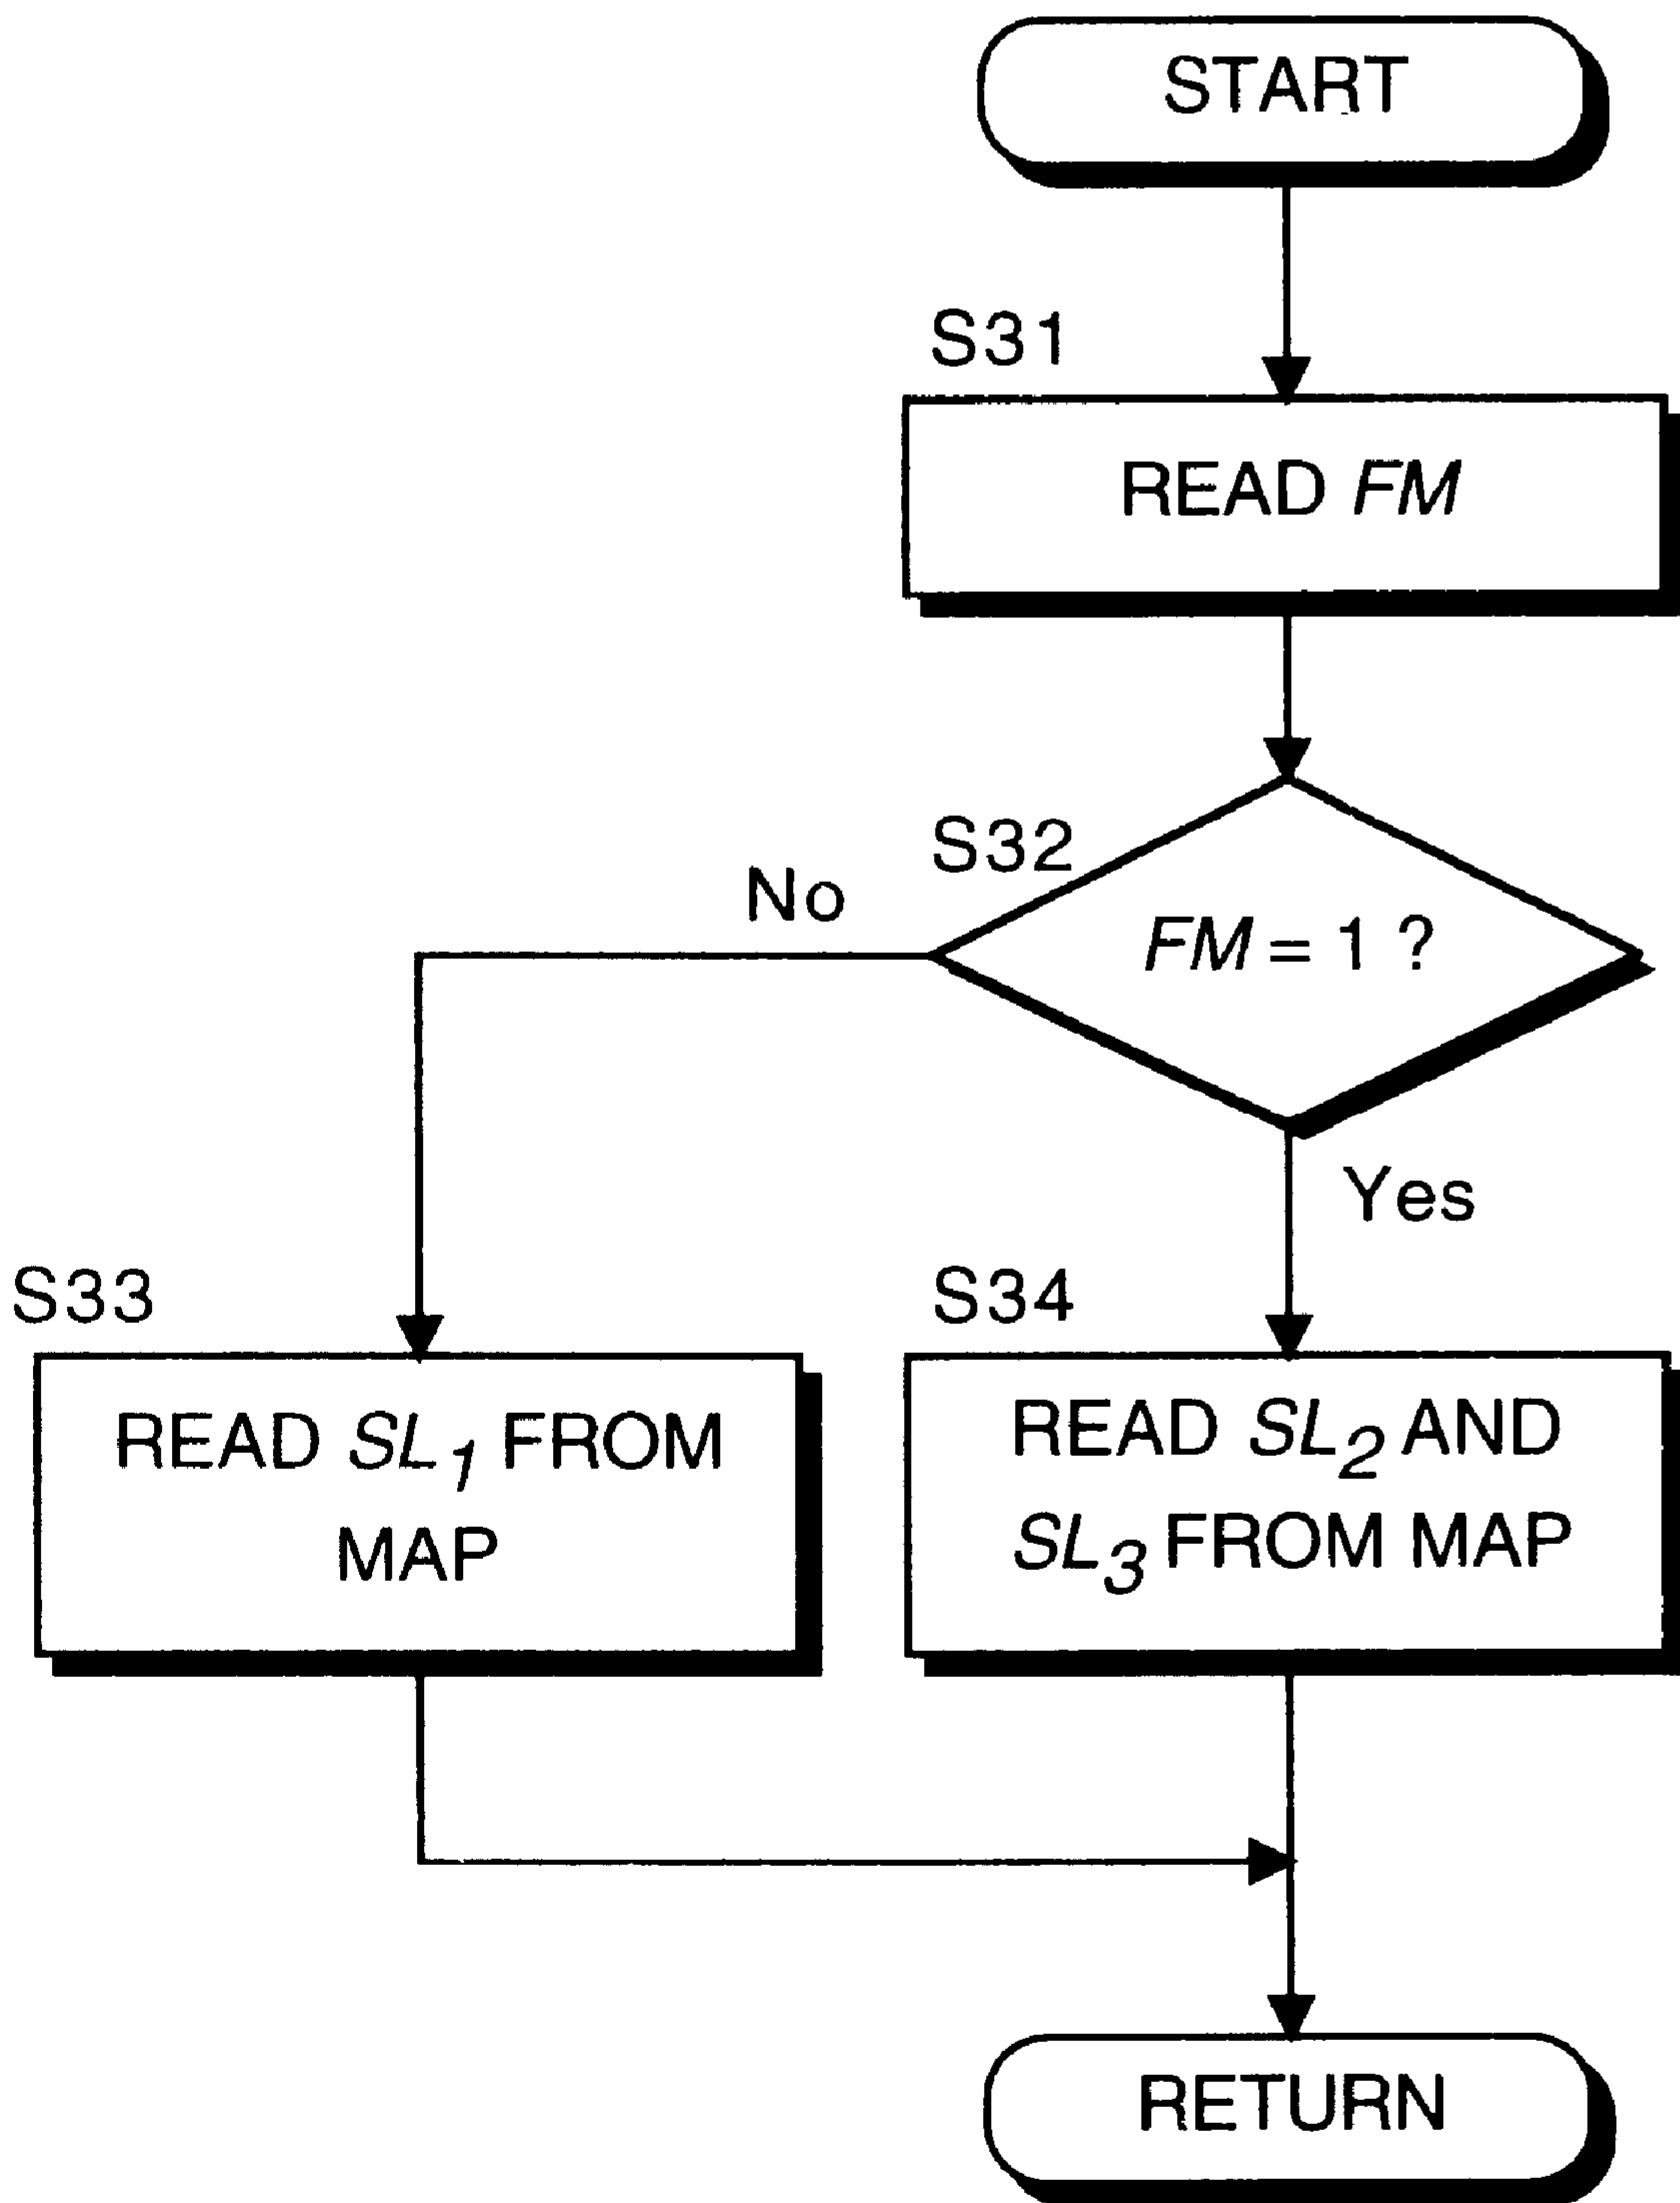 START
S31
READ FM
S32
No
FM = 1 ?
Yes
S33
S34
READ SL1 FROM
MAP
READ SL2 AND
SL3 FROM MAP
RETURN